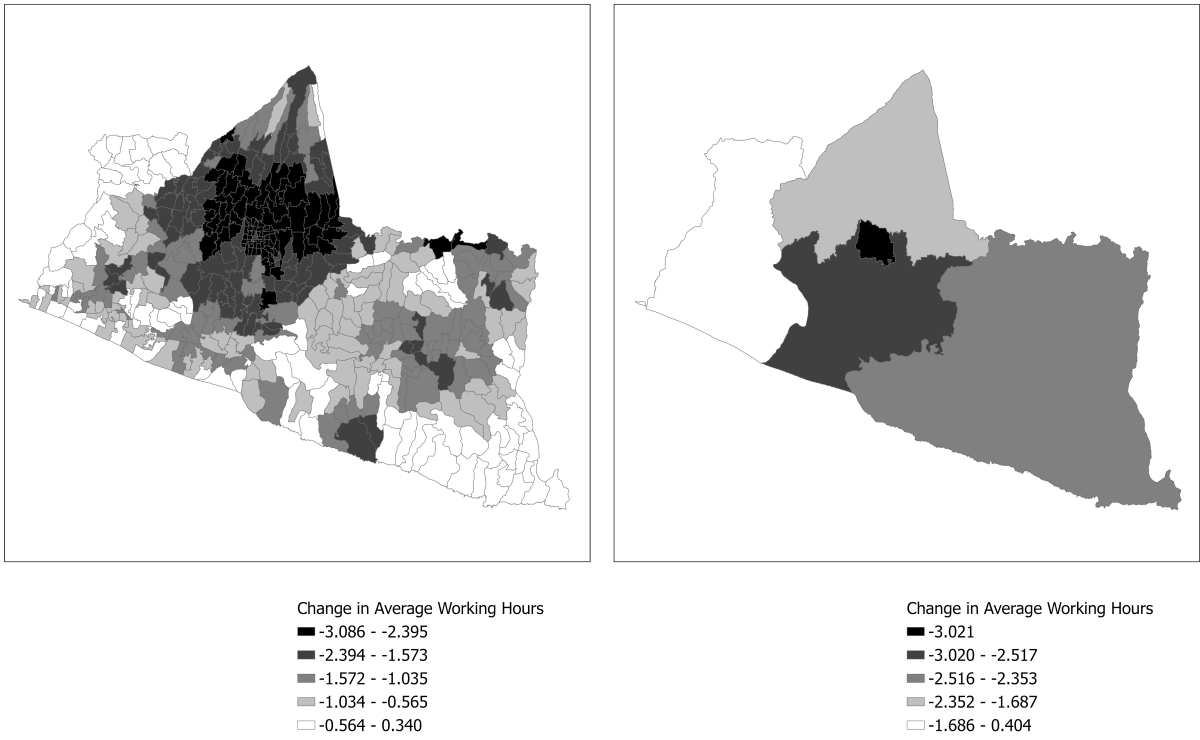 Change in Average Working Hours
-3.086 - -2.395
-2.394 - -1.573
-1.572 - -1.035
-1.034 - -0.565
-0.564 - 0.340
Change in Average Working Hours
-3.021
-3.020 - -2.517
-2.516 - -2.353
-2.352 - -1.687
-1.686 - 0.404